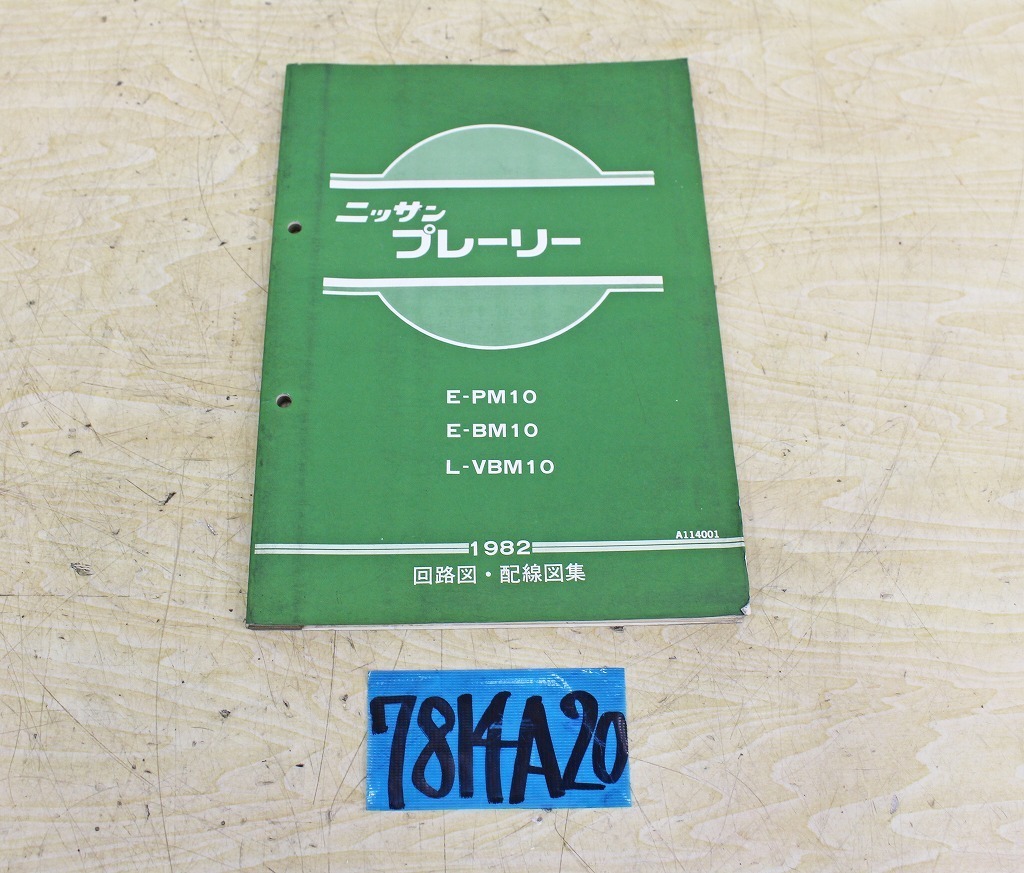 ニッサン
プレーリー
E-PM10
E-BM10
L-VBM10
A114001
1982
回路図・配線図集
7814A20